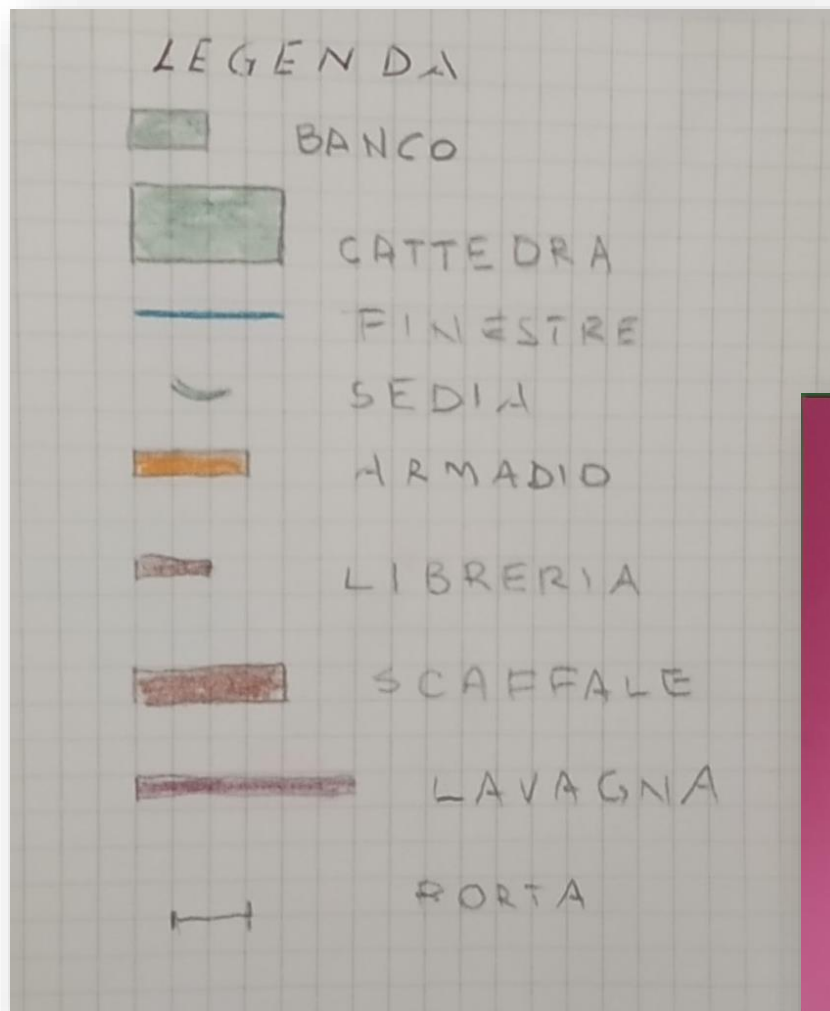 LEGENDA
BANCO
CATTEDRA
FINESTRE
SEDIA
ARMADIO
LIBRERIA
SCAFFALE
LAVAGNA
PORTA